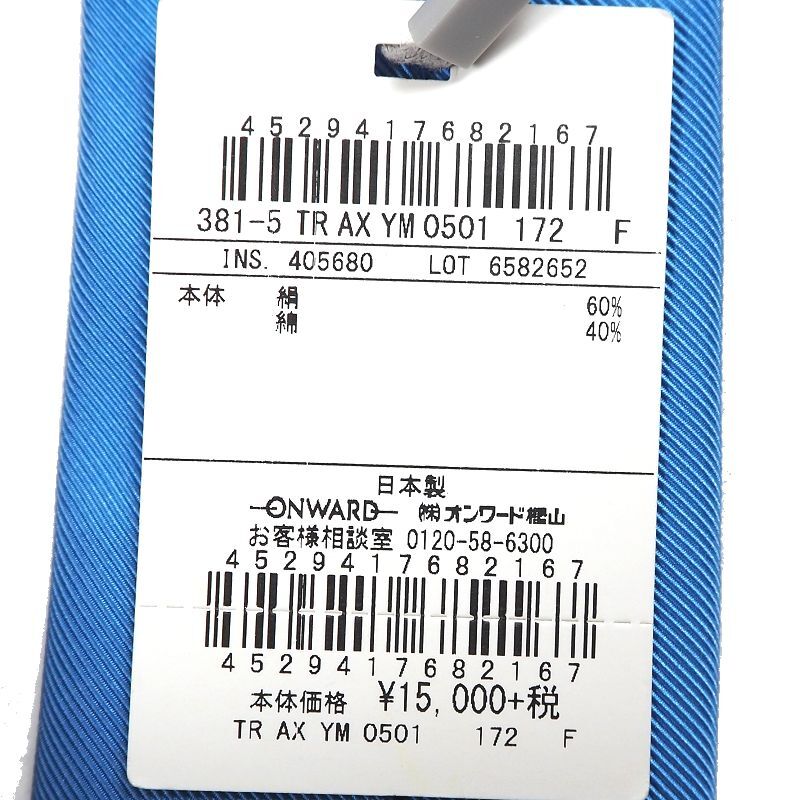 4529417682167
381-5 TR AX YM 0501 172 F
INS. 405680 LOT 6582652
本体 絹 60%
綿 40%
日本製
ONWARD ㈱オンワード樫山
お客様相談室 0120-58-6300
4529417682167
4529417682167
本体価格 ¥15,000+税
TR AX YM 0501 172 F